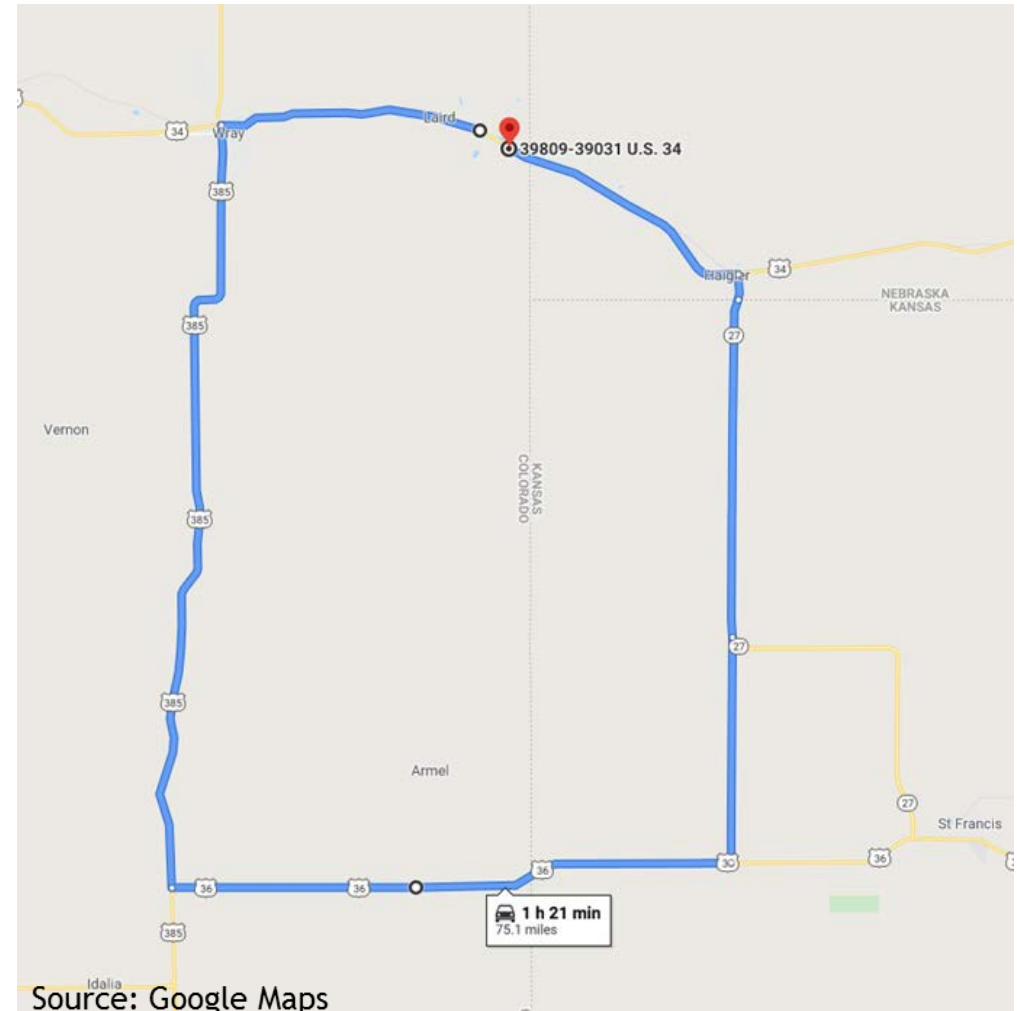 Laird
34
Wray
39809-39031 U.S. 34
385
Haigler
34
NEBRASKA
KANSAS
385
27
Vernon
KANSAS
COLORADO
385
27
385
Armel
27
St Francis
36
36
36
36
1 h 21 min
75.1 miles
385
Idalia
Source: Google Maps